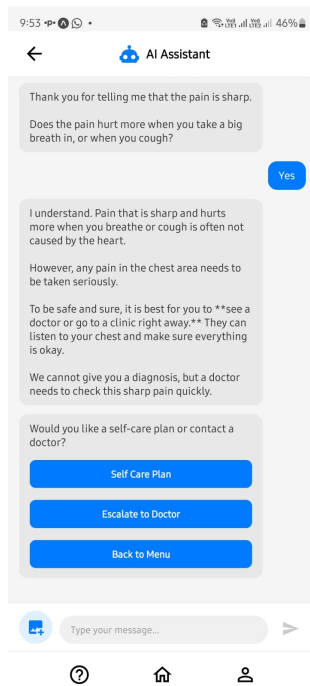 9:53
46%
AI Assistant
Thank you for telling me that the pain is sharp.
Does the pain hurt more when you take a big
breath in, or when you cough?
Yes
I understand. Pain that is sharp and hurts
more when you breathe or cough is often not
caused by the heart.
However, any pain in the chest area needs to
be taken seriously.
To be safe and sure, it is best for you to **see a
doctor or go to a clinic right away.** They can
listen to your chest and make sure everything
is okay.
We cannot give you a diagnosis, but a doctor
needs to check this sharp pain quickly.
Would you like a self-care plan or contact a
doctor?
Self Care Plan
Escalate to Doctor
Back to Menu
Type your message...